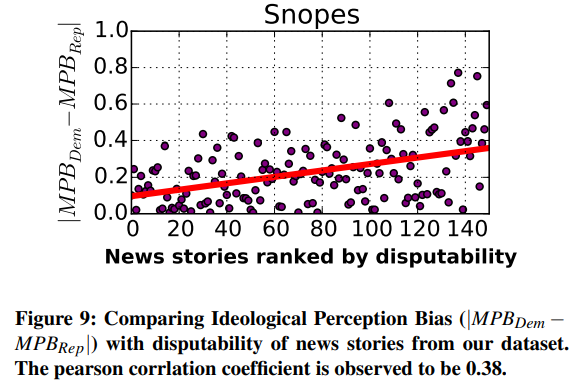 Snopes
|MPB_Dem − MPB_Rep|
1.0
0.8
0.6
0.4
0.2
0.0
0 20 40 60 80 100 120 140
News stories ranked by disputability
Figure 9: Comparing Ideological Perception Bias (|MPB_Dem −
MPB_Rep|) with disputability of news stories from our dataset.
The pearson corrlation coefficient is observed to be 0.38.